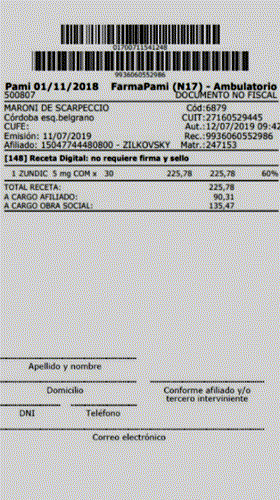 01700711541248
9936060552986
Pami 01/11/2018 FarmaPami (N17) - Ambulatorio
500807 DOCUMENTO NO FISCAL
MARONI DE SCARPECCIO Cód:6879
Córdoba esq.belgrano CUIT:27160529445
CUFE: Aut.:12/07/2019 09:42
Emisión: 11/07/2019 Rec.:9936060552986
Afiliado: 15047744480800 - ZILKOVSKY Matr.:247153
[148] Receta Digital: no requiere firma y sello
1 ZUNDIC 5 mg COM x 30 225,78 225,78 60%
TOTAL RECETA: 225,78
A CARGO AFILIADO: 90,31
A CARGO OBRA SOCIAL: 135,47
Apellido y nombre
Domicilio Conforme afiliado y/o
tercero interviniente
DNI Teléfono
Correo electrónico